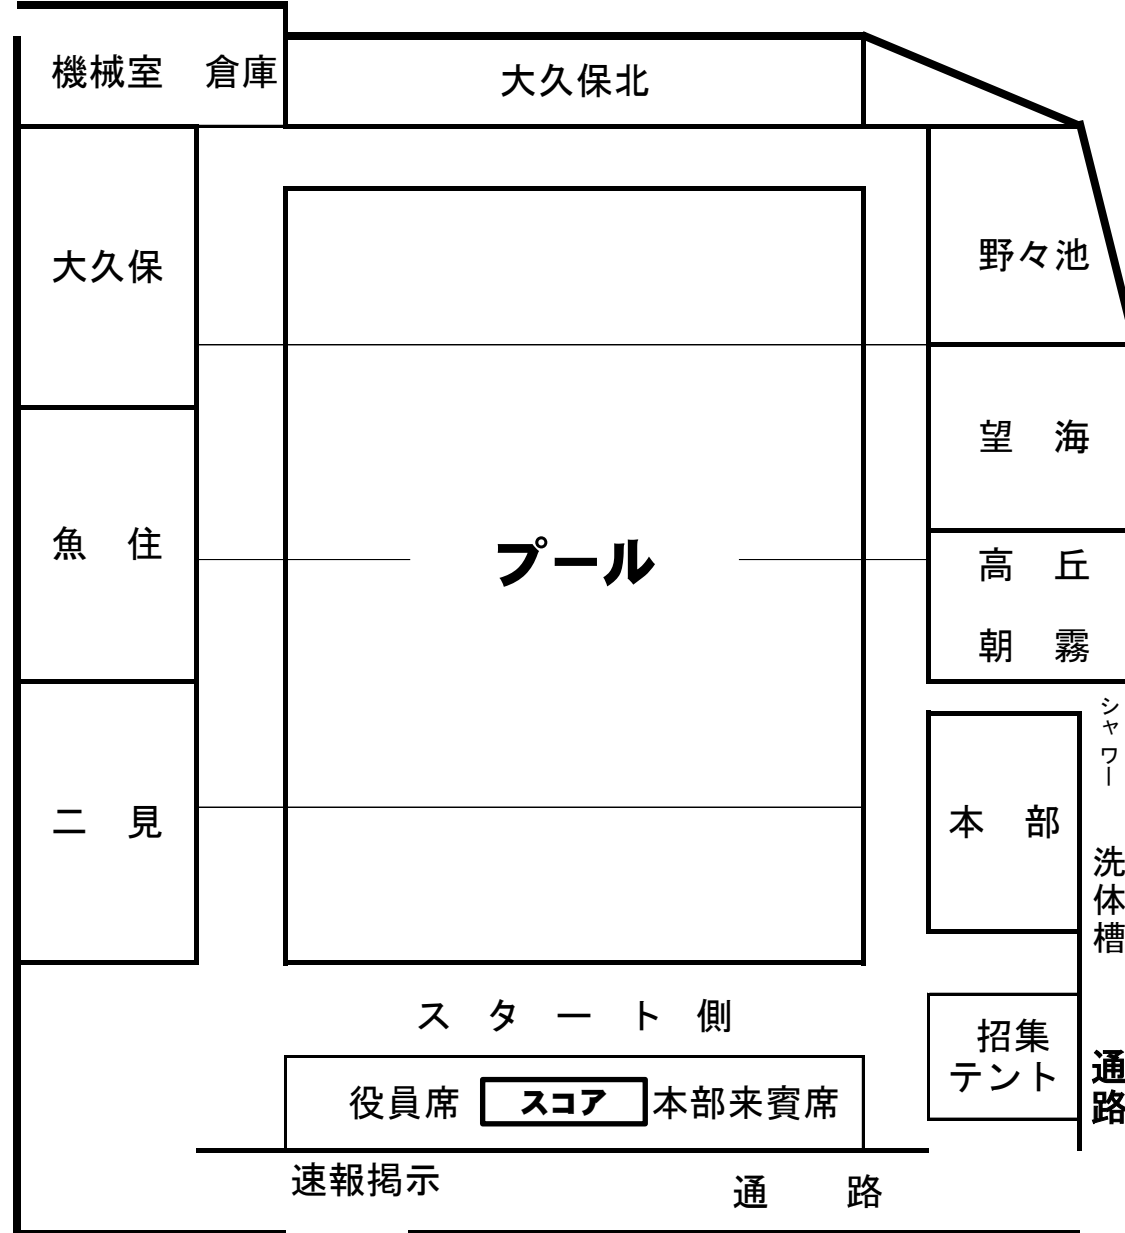 機械室　倉庫
大久保北
大久保
野々池
望　海
魚　住
プール
高　丘
朝　霧
シャワー
二　見
本　部
洗体槽
スタート側
招集
テント
通路
役員席
スコア
本部来賓席
速報掲示
通　　路